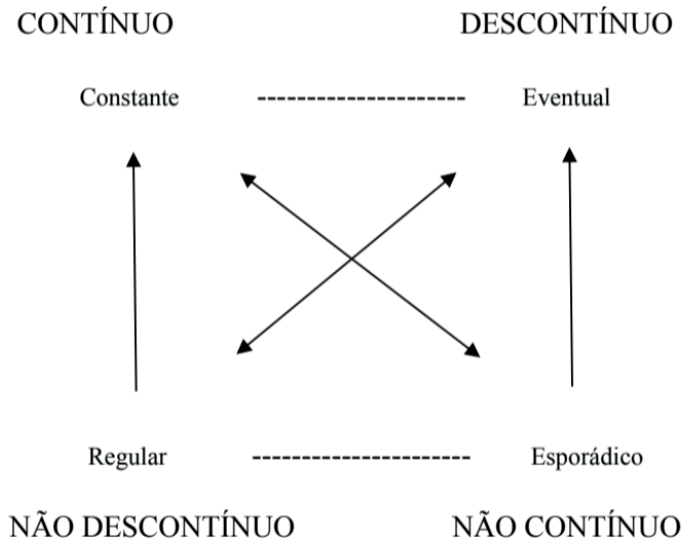 CONTÍNUO DESCONTÍNUO
Constante --------------------- Eventual
Regular ---------------------- Esporádico
NÃO DESCONTÍNUO NÃO CONTÍNUO